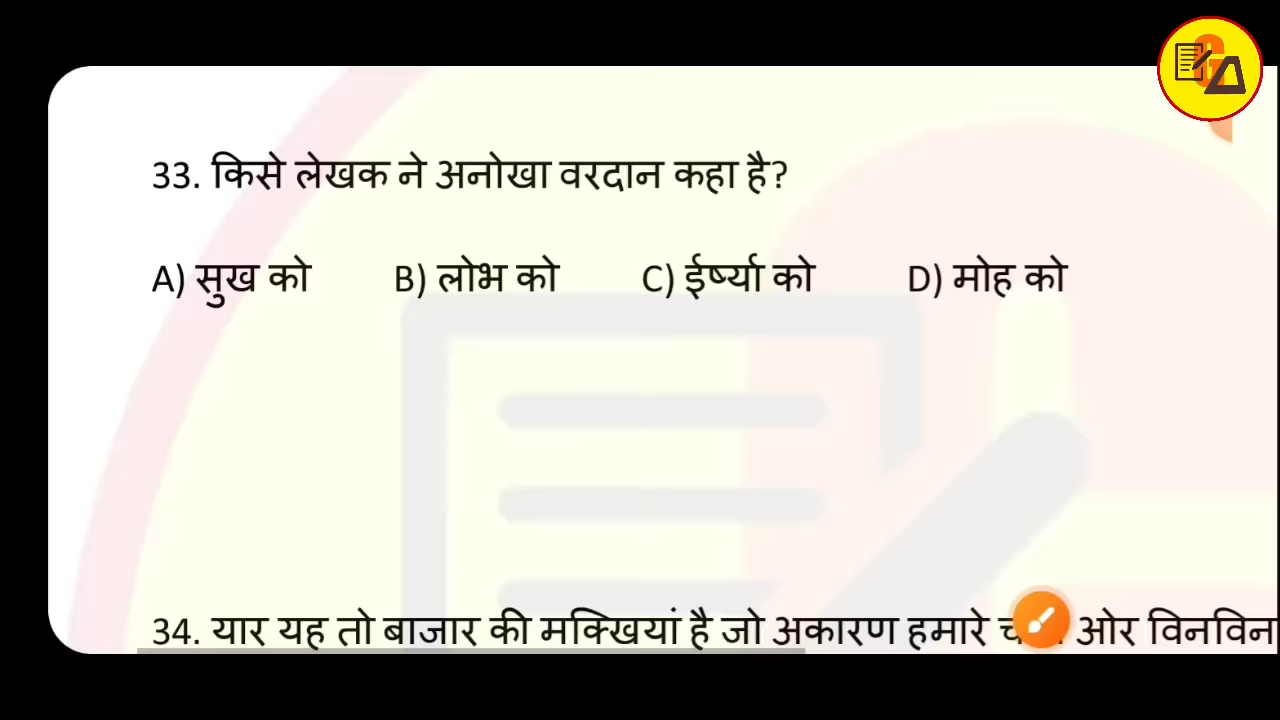 33. किसे लेखक ने अनोखा वरदान कहा है?
A) सुख को B) लोभ को C) ईर्ष्या को D) मोह को
34. यार यह तो बाजार की मक्खियां है जो अकारण हमारे ओर विनविन